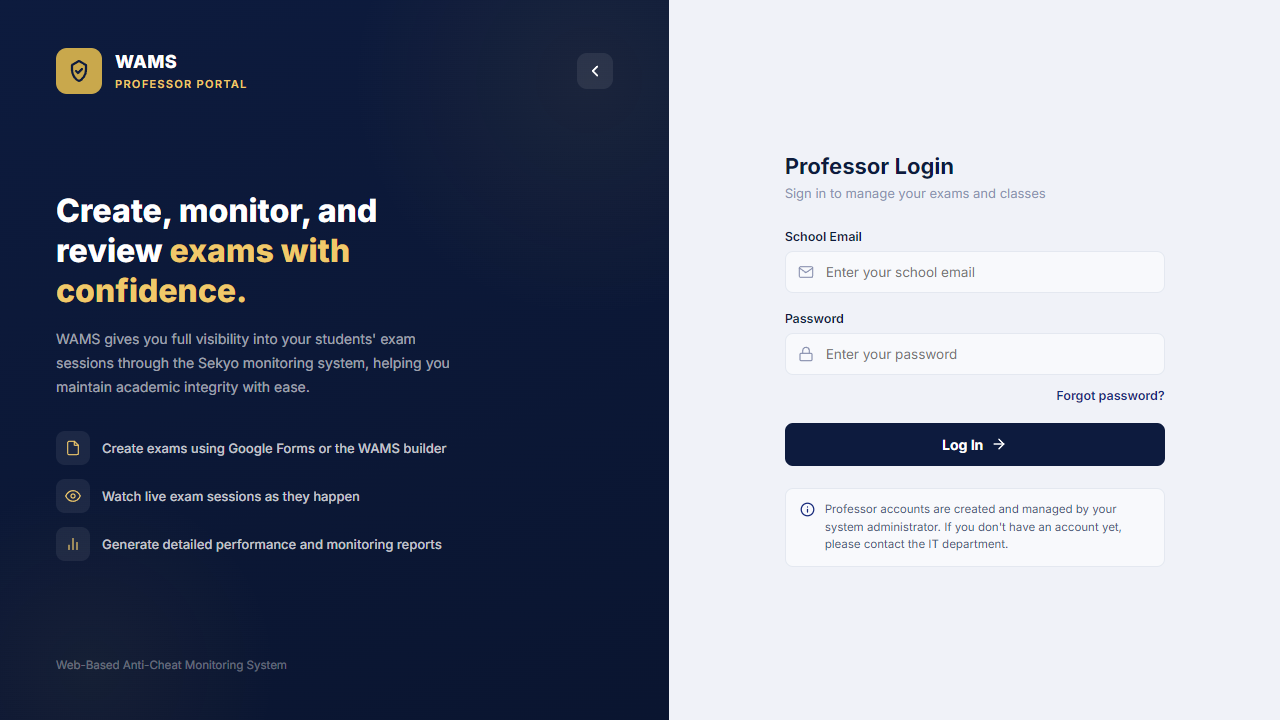 WAMS
PROFESSOR PORTAL
Create, monitor, and
review exams with
confidence.
WAMS gives you full visibility into your students' exam
sessions through the Sekyo monitoring system, helping you
maintain academic integrity with ease.
Create exams using Google Forms or the WAMS builder
Watch live exam sessions as they happen
Generate detailed performance and monitoring reports
Web-Based Anti-Cheat Monitoring System
Professor Login
Sign in to manage your exams and classes
School Email
Enter your school email
Password
Enter your password
Forgot password?
Log In
Professor accounts are created and managed by your
system administrator. If you don't have an account yet,
please contact the IT department.